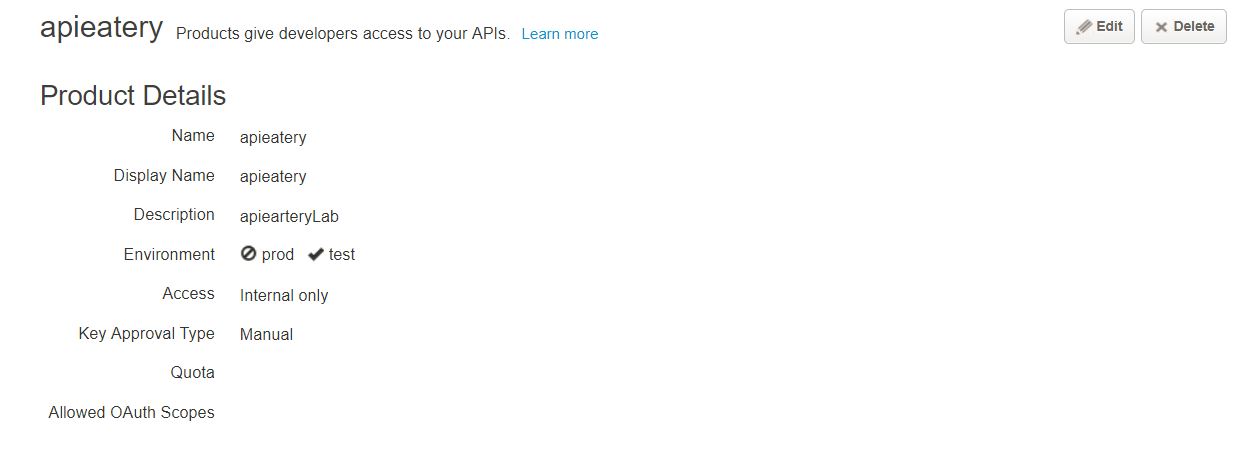 apieatery Products give developers access to your APIs. Learn more Edit Delete
Product Details
Name apieatery
Display Name apieatery
Description apiearteryLab
Environment prod test
Access Internal only
Key Approval Type Manual
Quota
Allowed OAuth Scopes